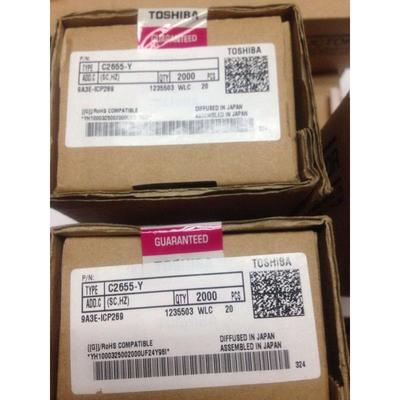 TOSHIBA
GUARANTEED
TOSHIBA
P/N:
TYPE C2655-Y
ADD.C (SC,HZ) QTY 2000 PCS
9A3E-ICP269 1235503 WLC 20
[[G]]/RoHS COMPATIBLE DIFFUSED IN JAPAN
ASSEMBLED IN JAPAN
324
GUARANTEED
TOSHIBA
P/N:
TYPE C2655-Y
ADD.C (SC,HZ) QTY 2000 PCS
9A3E-ICP269 1235503 WLC 20
[[G]]/RoHS COMPATIBLE DIFFUSED IN JAPAN
*YH1000325002000UF24Y96I* ASSEMBLED IN JAPAN
324